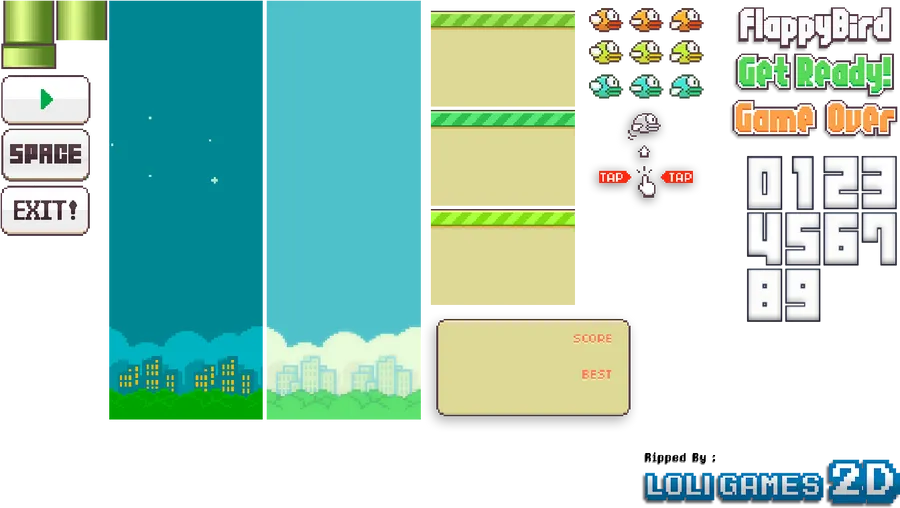 SPACE
EXIT!
SCORE
BEST
TAP TAP
FlappyBird
Get Ready!
Game Over
0123
4567
89
Ripped By :
LOLI GAMES 2D